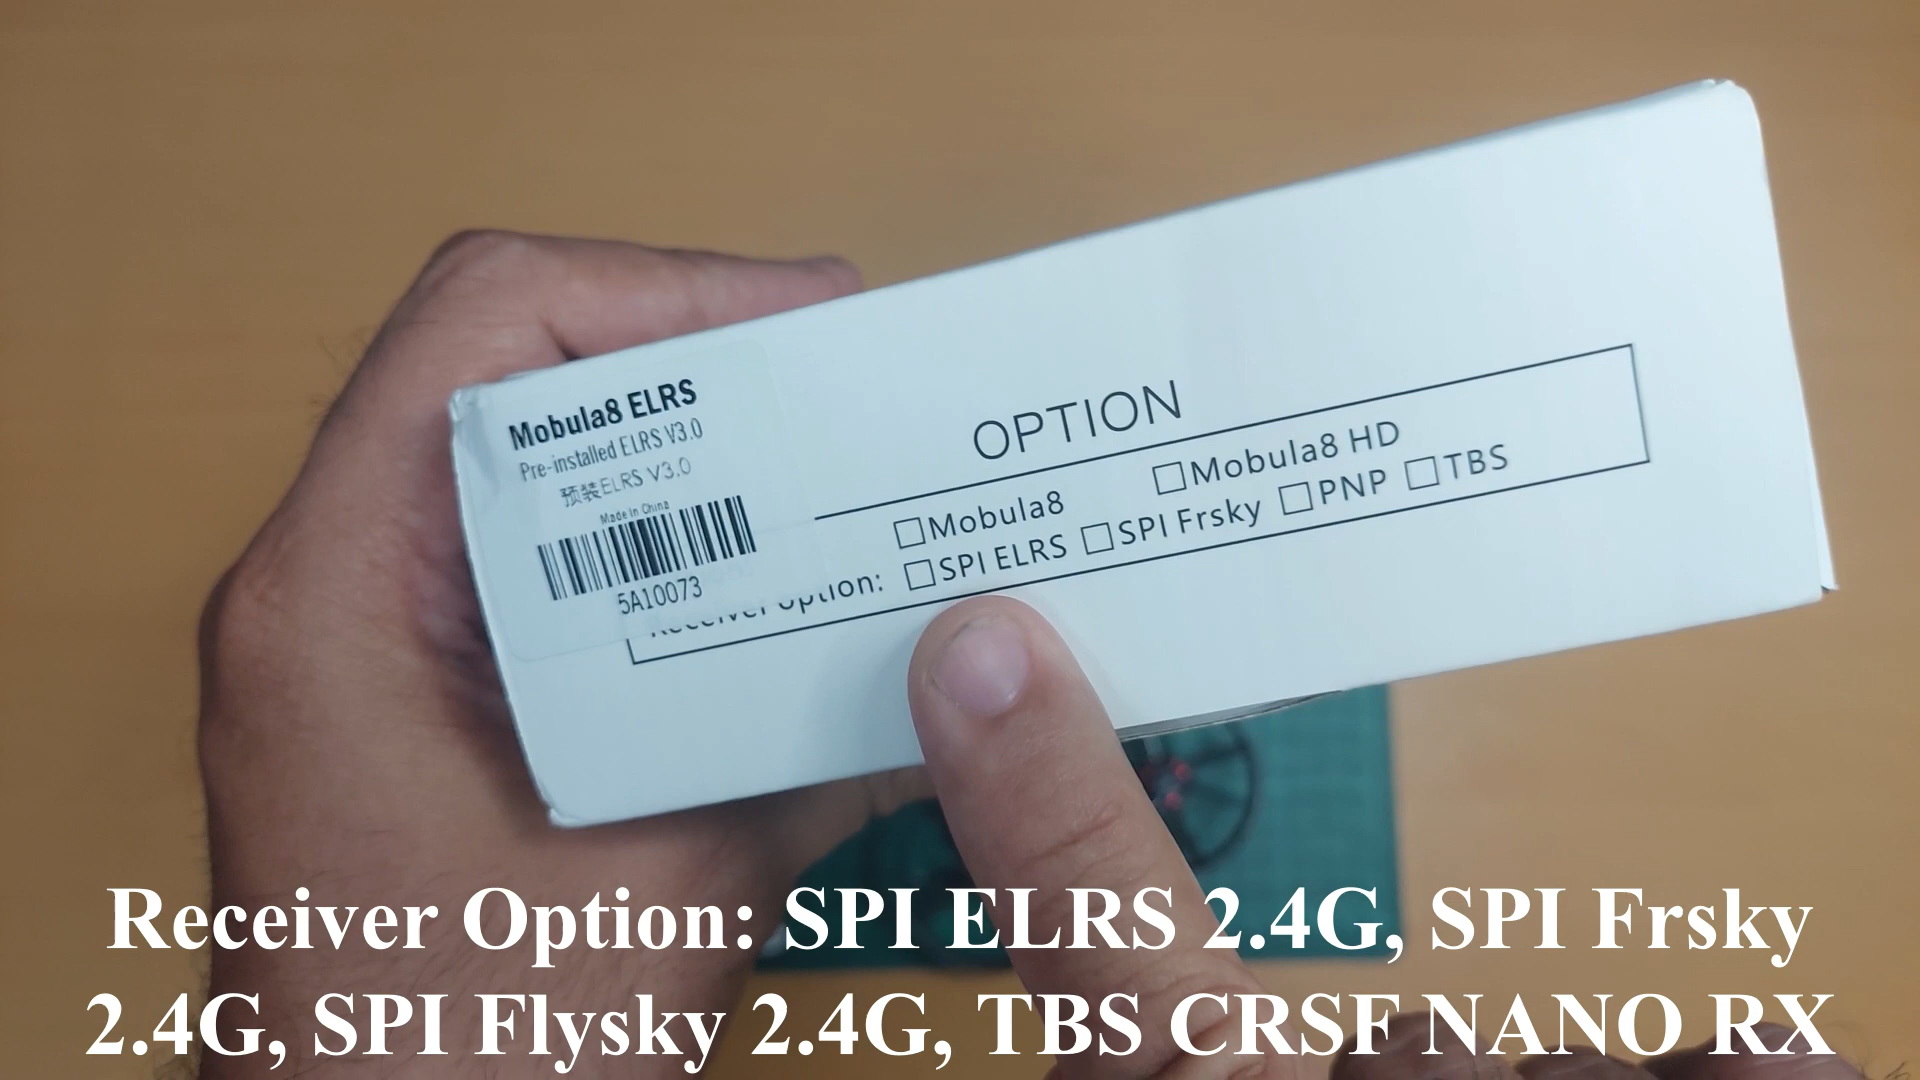 Mobula8 ELRS
Pre-installed ELRS V3.0
预装ELRS V3.0
Made in China
5A10073
OPTION
□Mobula8 □Mobula8 HD
Receiver option: □SPI ELRS □SPI Frsky □PNP □TBS
Receiver Option: SPI ELRS 2.4G, SPI Frsky
2.4G, SPI Flysky 2.4G, TBS CRSF NANO RX